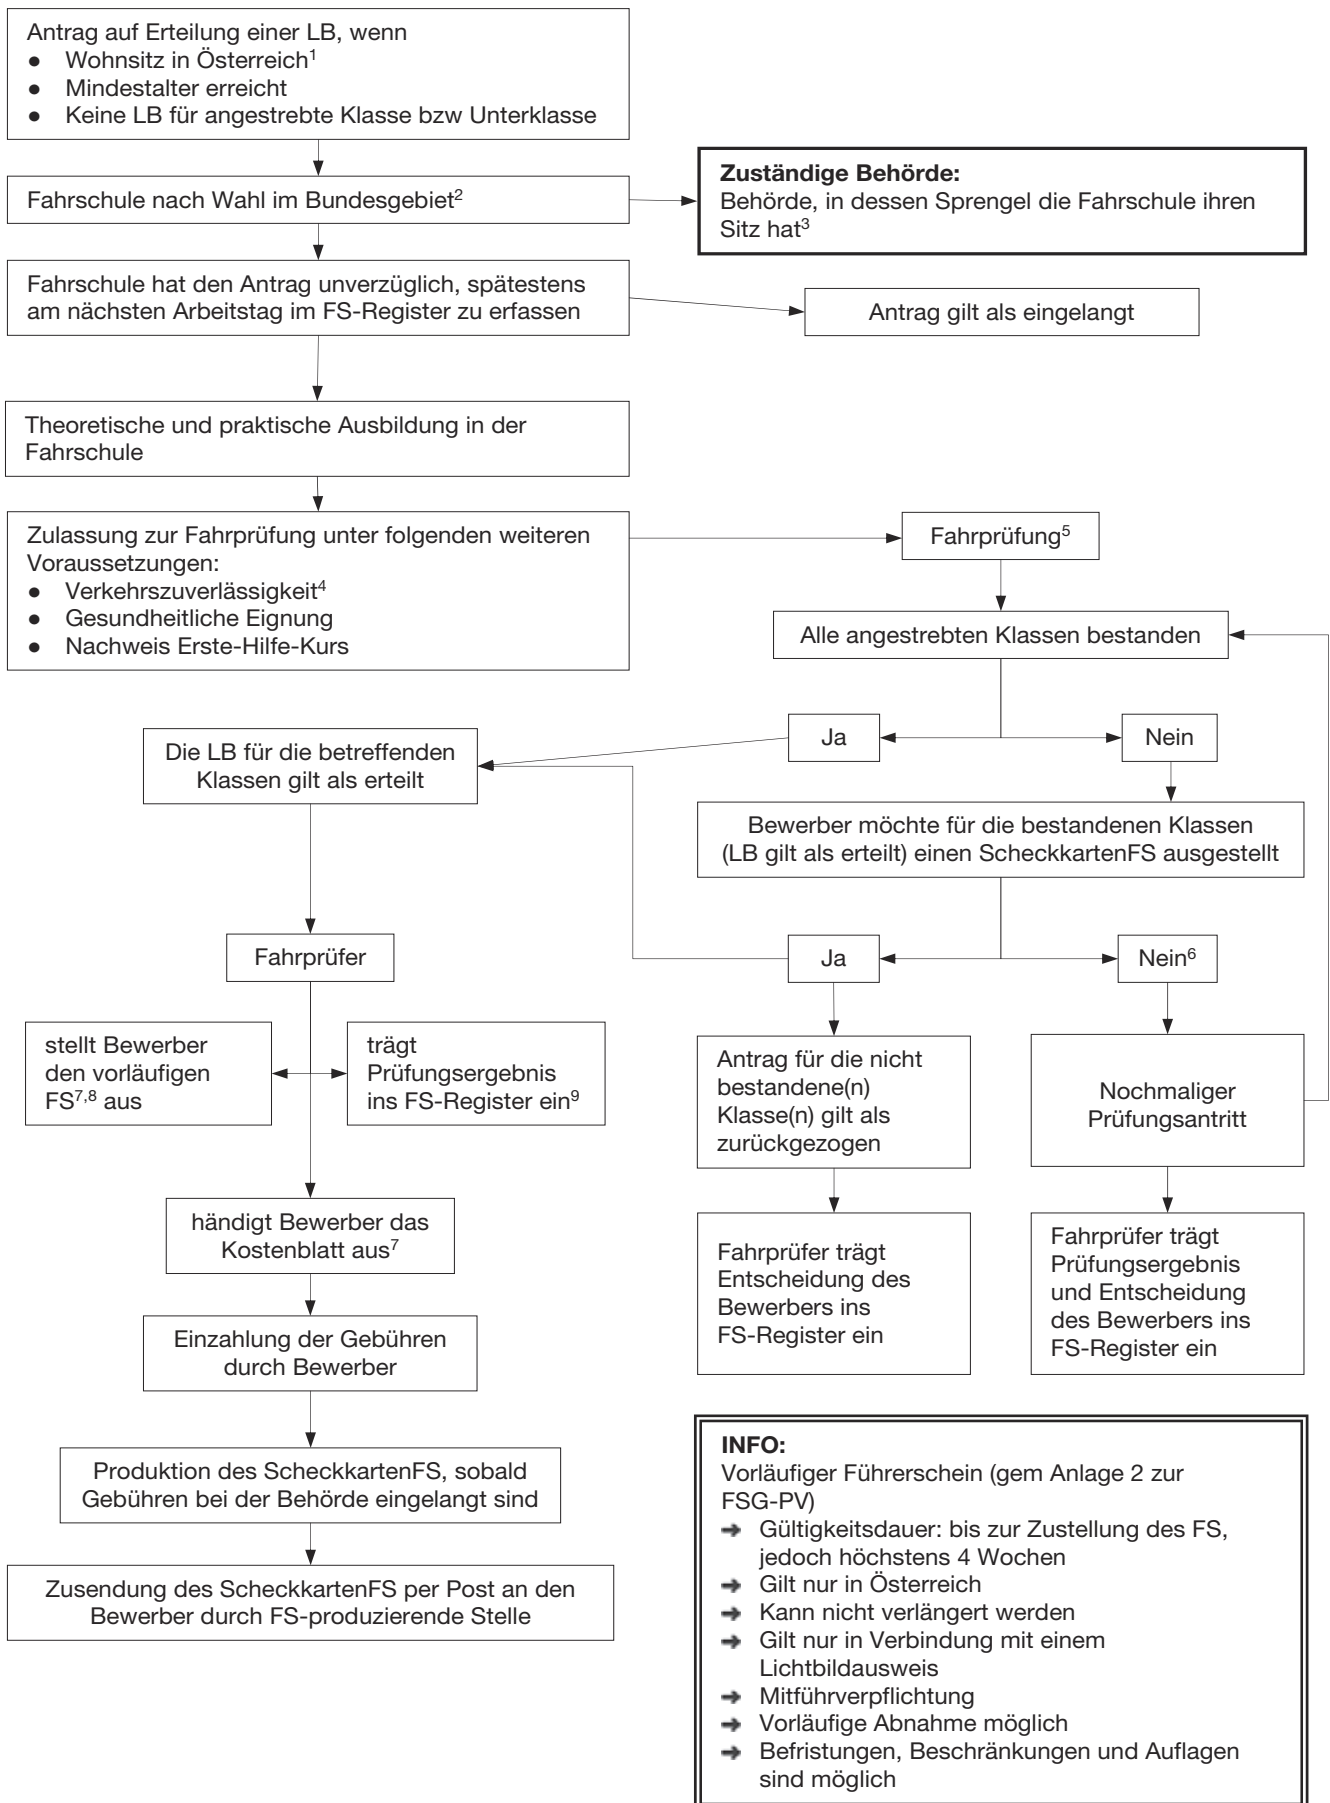 Antrag auf Erteilung einer LB, wenn
● Wohnsitz in Österreich¹
● Mindestalter erreicht
● Keine LB für angestrebte Klasse bzw Unterklasse
Fahrschule nach Wahl im Bundesgebiet²
Zuständige Behörde:
Behörde, in dessen Sprengel die Fahrschule ihren
Sitz hat³
Fahrschule hat den Antrag unverzüglich, spätestens
am nächsten Arbeitstag im FS-Register zu erfassen
Antrag gilt als eingelangt
Theoretische und praktische Ausbildung in der
Fahrschule
Zulassung zur Fahrprüfung unter folgenden weiteren
Voraussetzungen:
● Verkehrszuverlässigkeit⁴
● Gesundheitliche Eignung
● Nachweis Erste-Hilfe-Kurs
Fahrprüfung⁵
Alle angestrebten Klassen bestanden
Ja
Nein
Die LB für die betreffenden
Klassen gilt als erteilt
Bewerber möchte für die bestandenen Klassen
(LB gilt als erteilt) einen ScheckkartenFS ausgestellt
Ja
Nein⁶
Fahrprüfer
stellt Bewerber
den vorläufigen
FS⁷,⁸ aus
trägt
Prüfungsergebnis
ins FS-Register ein⁹
Antrag für die nicht
bestandene(n)
Klasse(n) gilt als
zurückgezogen
Nochmaliger
Prüfungsantritt
händigt Bewerber das
Kostenblatt aus⁷
Fahrprüfer trägt
Entscheidung des
Bewerbers ins
FS-Register ein
Fahrprüfer trägt
Prüfungsergebnis
und Entscheidung
des Bewerbers ins
FS-Register ein
Einzahlung der Gebühren
durch Bewerber
Produktion des ScheckkartenFS, sobald
Gebühren bei der Behörde eingelangt sind
Zusendung des ScheckkartenFS per Post an den
Bewerber durch FS-produzierende Stelle
INFO:
Vorläufiger Führerschein (gem Anlage 2 zur
FSG-PV)
➔ Gültigkeitsdauer: bis zur Zustellung des FS,
jedoch höchstens 4 Wochen
➔ Gilt nur in Österreich
➔ Kann nicht verlängert werden
➔ Gilt nur in Verbindung mit einem
Lichtbildausweis
➔ Mitführverpflichtung
➔ Vorläufige Abnahme möglich
➔ Befristungen, Beschränkungen und Auflagen
sind möglich